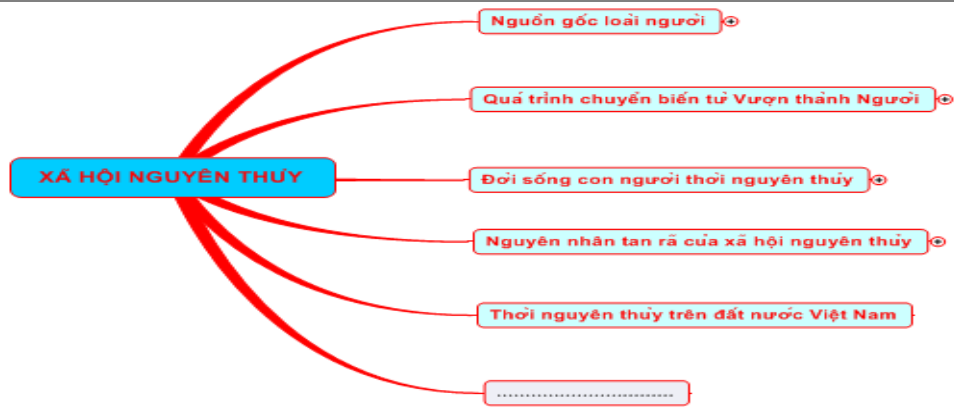 Nguồn gốc loài người
Quá trình chuyển biến từ Vượn thành Người
XÃ HỘI NGUYÊN THỦY
Đời sống con người thời nguyên thủy
Nguyên nhân tan rã của xã hội nguyên thủy
Thời nguyên thủy trên đất nước Việt Nam
................................